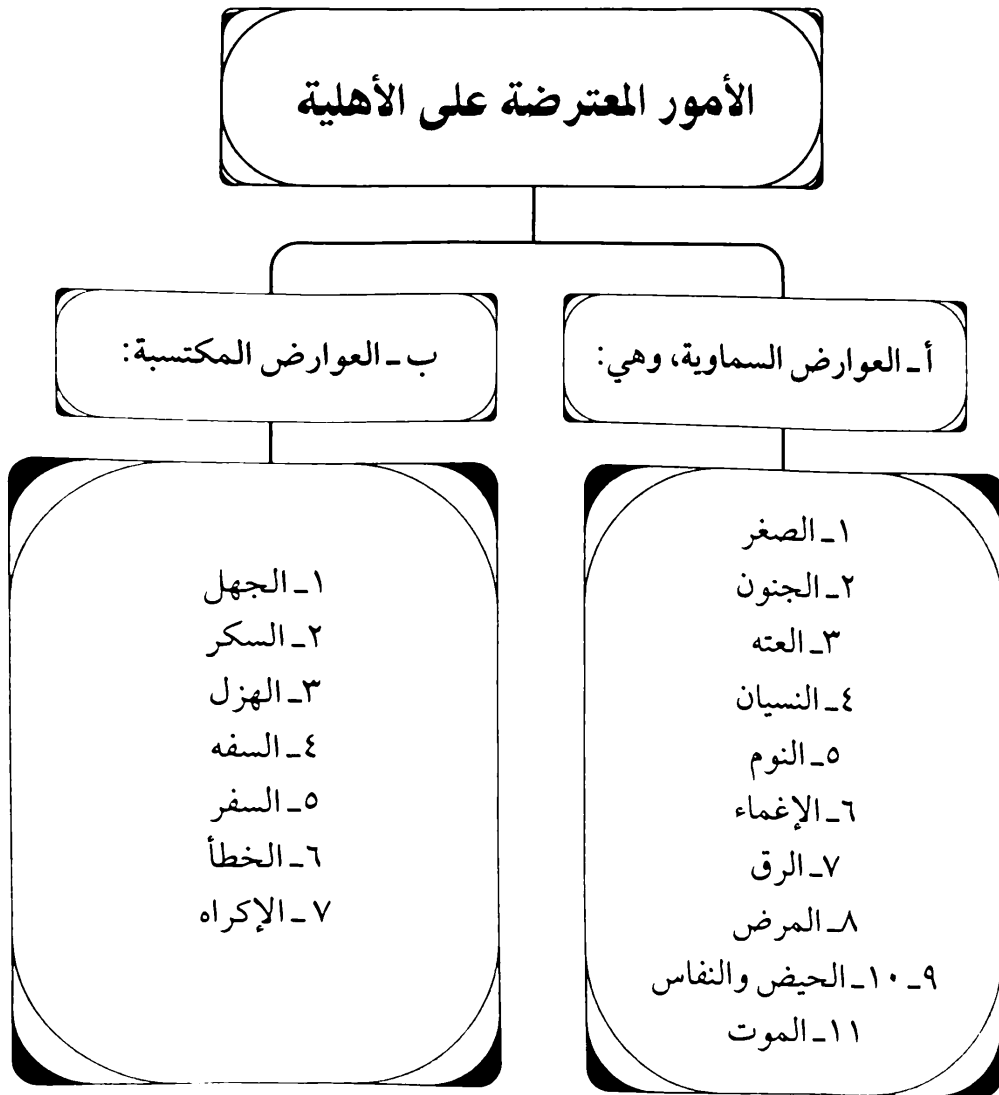 الأمور المعترضة على الأهلية
أ ـ العوارض السماوية، وهي:
١ ـ الصغر
٢ ـ الجنون
٣ ـ العته
٤ ـ النسيان
٥ ـ النوم
٦ ـ الإغماء
٧ ـ الرق
٨ ـ المرض
٩ ـ ١٠ ـ الحيض والنفاس
١١ ـ الموت
ب ـ العوارض المكتسبة:
١ ـ الجهل
٢ ـ السكر
٣ ـ الهزل
٤ ـ السفه
٥ ـ السفر
٦ ـ الخطأ
٧ ـ الإكراه